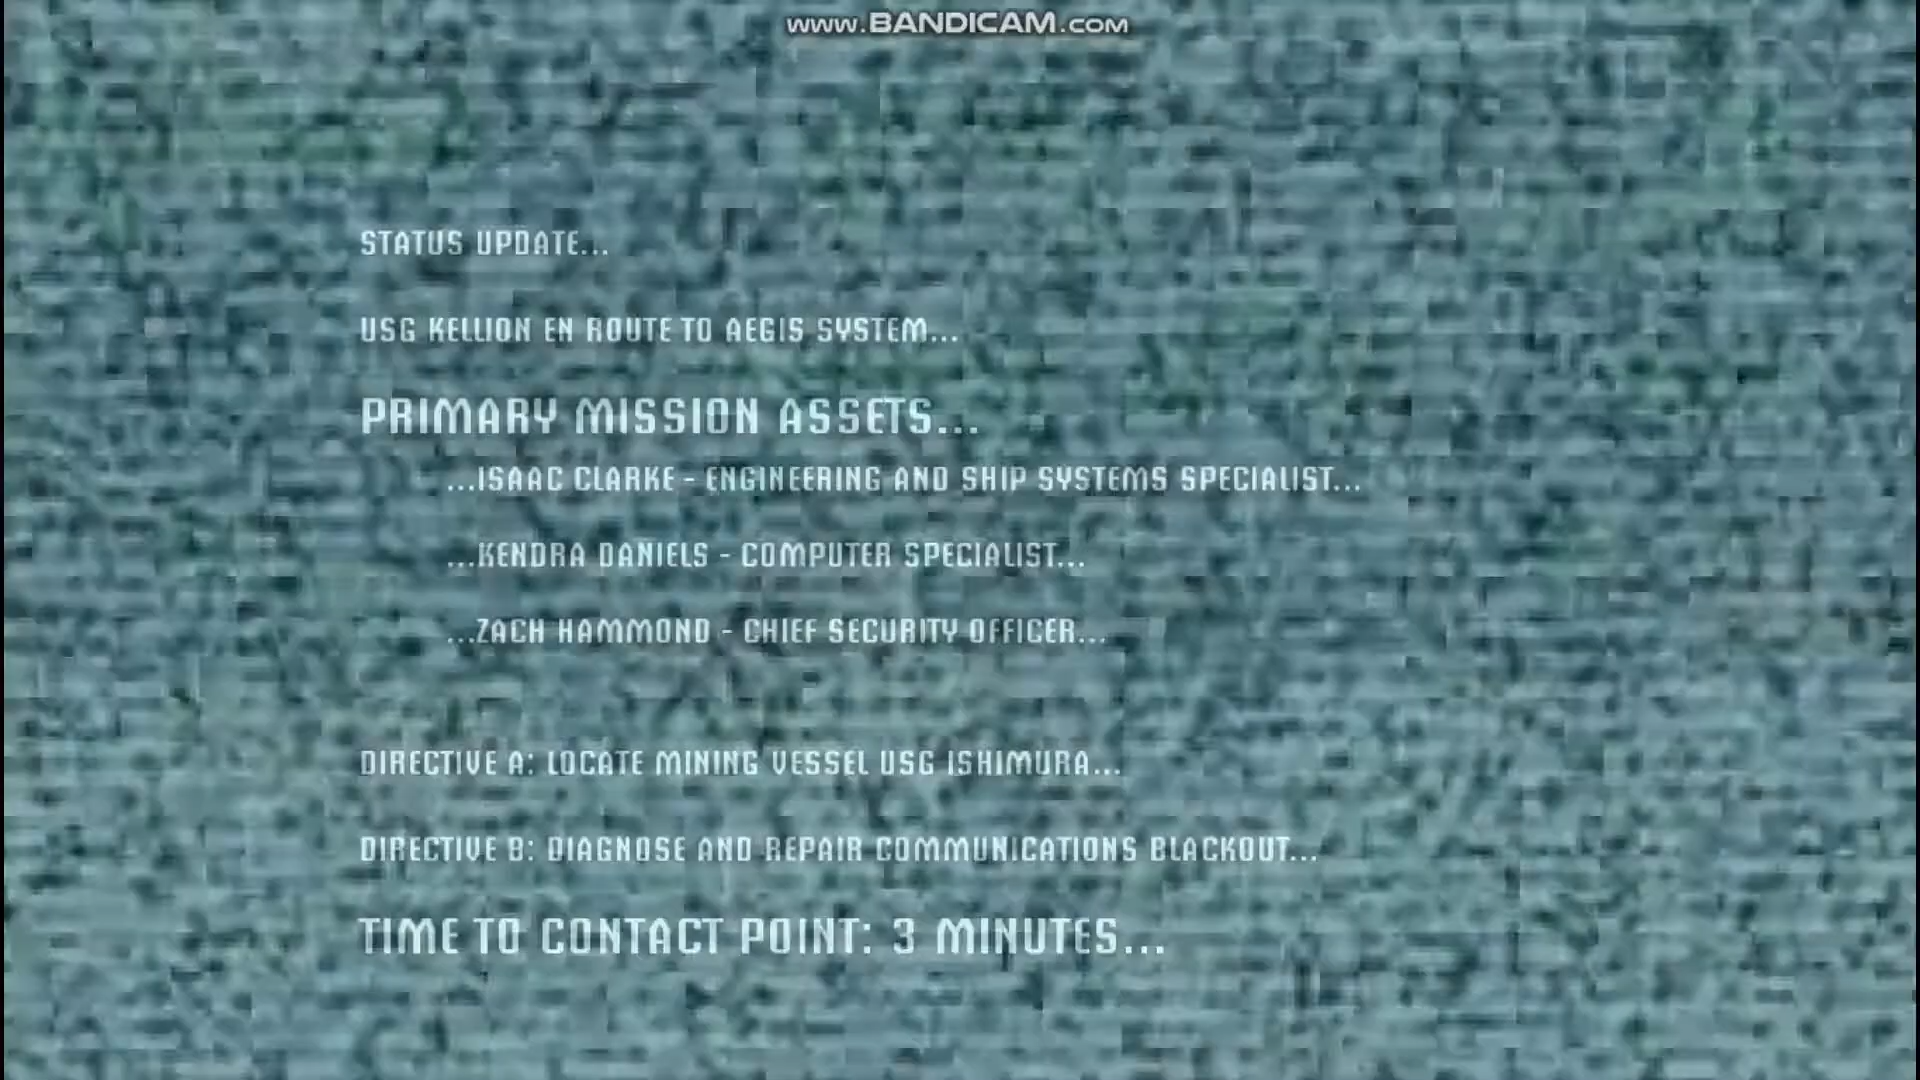 www.BANDICAM.com
STATUS UPDATE...
USG KELLION EN ROUTE TO AEGIS SYSTEM...
PRIMARY MISSION ASSETS...
...ISAAC CLARKE - ENGINEERING AND SHIP SYSTEMS SPECIALIST...
...KENDRA DANIELS - COMPUTER SPECIALIST...
...ZACH HAMMOND - CHIEF SECURITY OFFICER...
DIRECTIVE A: LOCATE MINING VESSEL USG ISHIMURA...
DIRECTIVE B: DIAGNOSE AND REPAIR COMMUNICATIONS BLACKOUT...
TIME TO CONTACT POINT: 3 MINUTES...